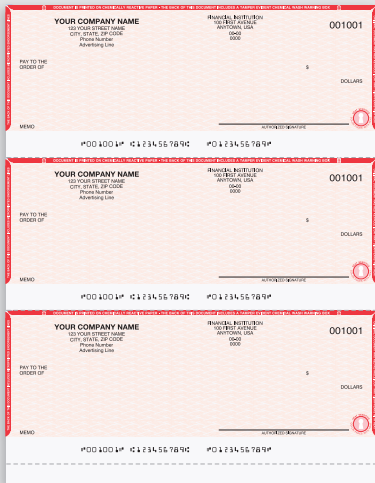 DOCUMENT IS PRINTED ON CHEMICALLY REACTIVE PAPER • THE BACK OF THIS DOCUMENT INCLUDES A TAMPER EVIDENT CHEMICAL WASH WARNING BOX
YOUR COMPANY NAME
123 YOUR STREET NAME
CITY, STATE, ZIP CODE
Phone Number
Advertising Line
FINANCIAL INSTITUTION
100 FIRST AVENUE
ANYTOWN, USA
00-00
0000
001001
PAY TO THE
ORDER OF
$
DOLLARS
MEMO
AUTHORIZED SIGNATURE
⑈001001⑈ ⑆123456789⑆ ⑈0123456⑈
DOCUMENT IS PRINTED ON CHEMICALLY REACTIVE PAPER • THE BACK OF THIS DOCUMENT INCLUDES A TAMPER EVIDENT CHEMICAL WASH WARNING BOX
YOUR COMPANY NAME
123 YOUR STREET NAME
CITY, STATE, ZIP CODE
Phone Number
Advertising Line
FINANCIAL INSTITUTION
100 FIRST AVENUE
ANYTOWN, USA
00-00
0000
001001
PAY TO THE
ORDER OF
$
DOLLARS
MEMO
AUTHORIZED SIGNATURE
⑈001001⑈ ⑆123456789⑆ ⑈0123456⑈
DOCUMENT IS PRINTED ON CHEMICALLY REACTIVE PAPER • THE BACK OF THIS DOCUMENT INCLUDES A TAMPER EVIDENT CHEMICAL WASH WARNING BOX
YOUR COMPANY NAME
123 YOUR STREET NAME
CITY, STATE, ZIP CODE
Phone Number
Advertising Line
FINANCIAL INSTITUTION
100 FIRST AVENUE
ANYTOWN, USA
00-00
0000
001001
PAY TO THE
ORDER OF
$
DOLLARS
MEMO
AUTHORIZED SIGNATURE
⑈001001⑈ ⑆123456789⑆ ⑈0123456⑈